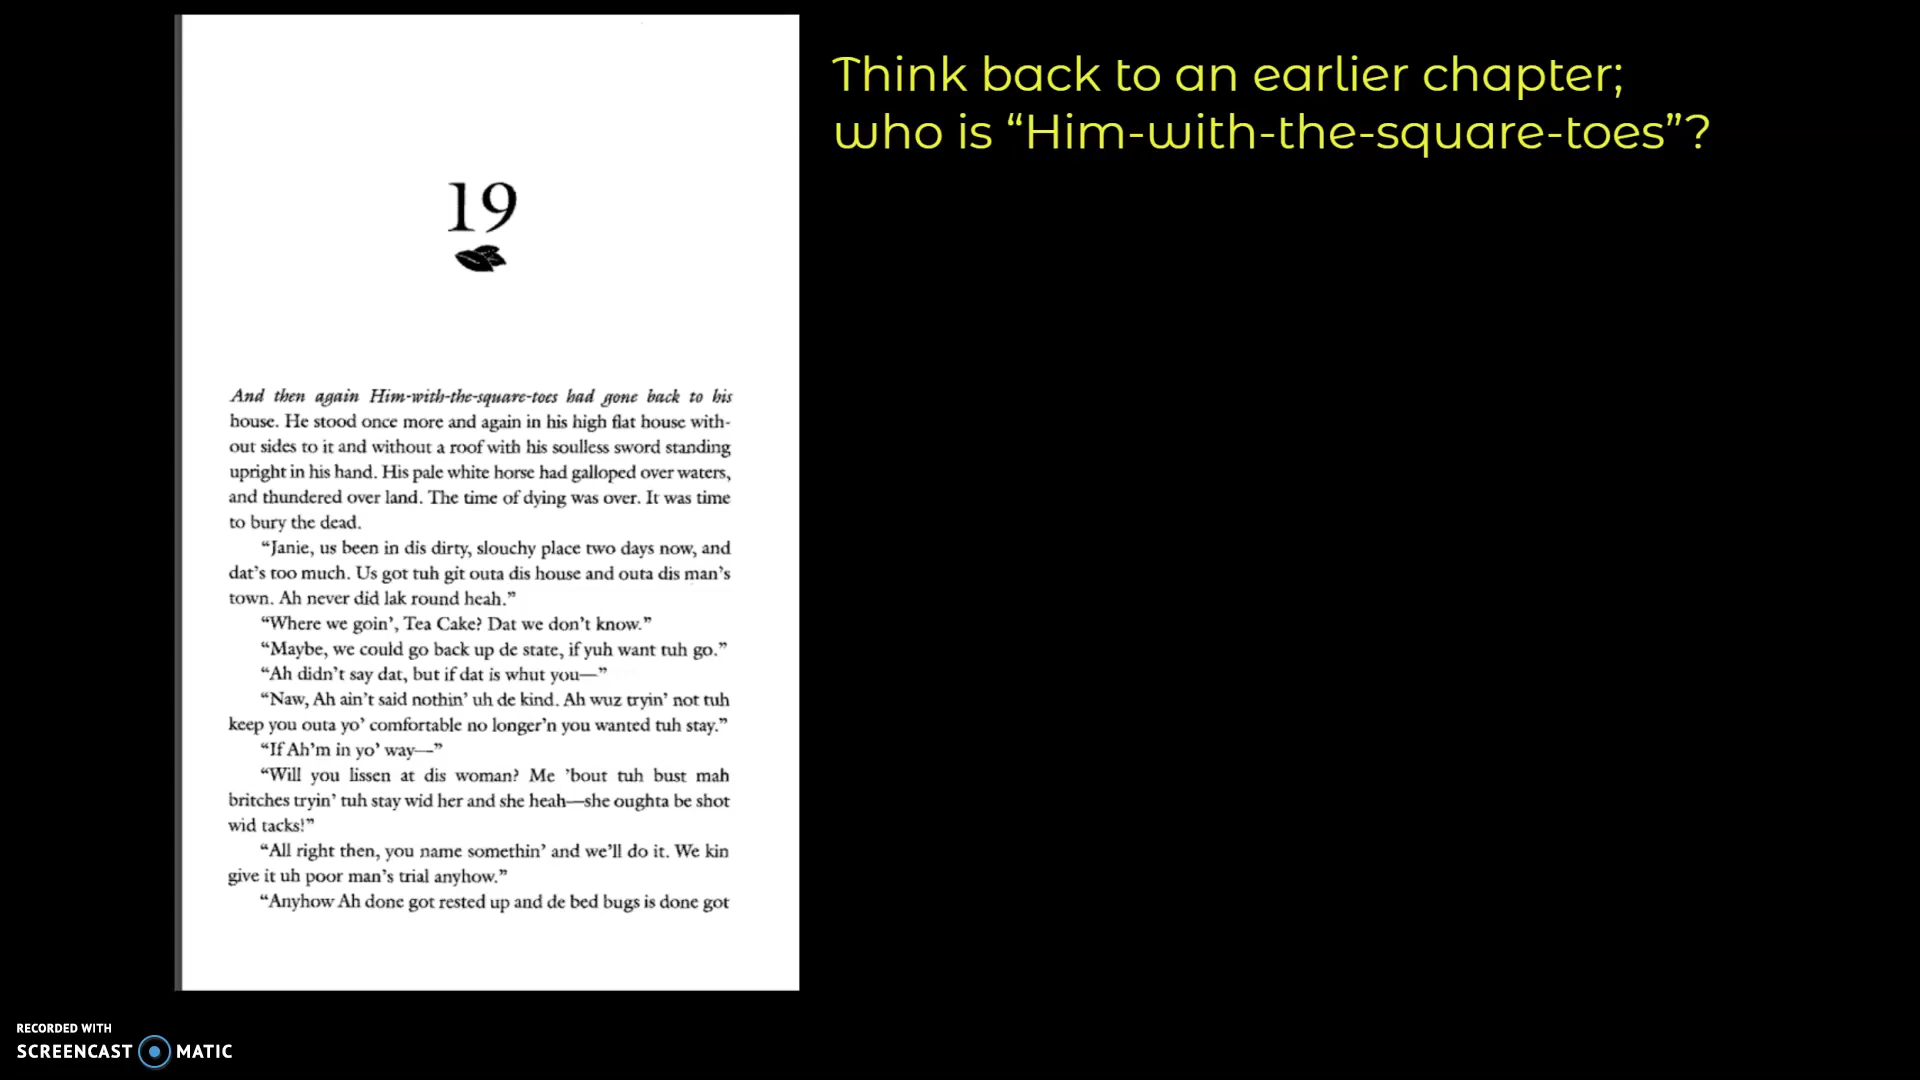 19
And then again Him-with-the-square-toes had gone back to his
house. He stood once more and again in his high flat house with-
out sides to it and without a roof with his soulless sword standing
upright in his hand. His pale white horse had galloped over waters,
and thundered over land. The time of dying was over. It was time
to bury the dead.
“Janie, us been in dis dirty, slouchy place two days now, and
dat’s too much. Us got tuh git outa dis house and outa dis man’s
town. Ah never did lak round heah.”
“Where we goin’, Tea Cake? Dat we don’t know.”
“Maybe, we could go back up de state, if yuh want tuh go.”
“Ah didn’t say dat, but if dat is whut you—”
“Naw, Ah ain’t said nothin’ uh de kind. Ah wuz tryin’ not tuh
keep you outa yo’ comfortable no longer’n you wanted tuh stay.”
“If Ah’m in yo’ way—”
“Will you lissen at dis woman? Me ’bout tuh bust mah
britches tryin’ tuh stay wid her and she heah—she oughta be shot
wid tacks!”
“All right then, you name somethin’ and we’ll do it. We kin
give it uh poor man’s trial anyhow.”
“Anyhow Ah done got rested up and de bed bugs is done got
Think back to an earlier chapter;
who is “Him-with-the-square-toes”?
RECORDED WITH
SCREENCAST MATIC